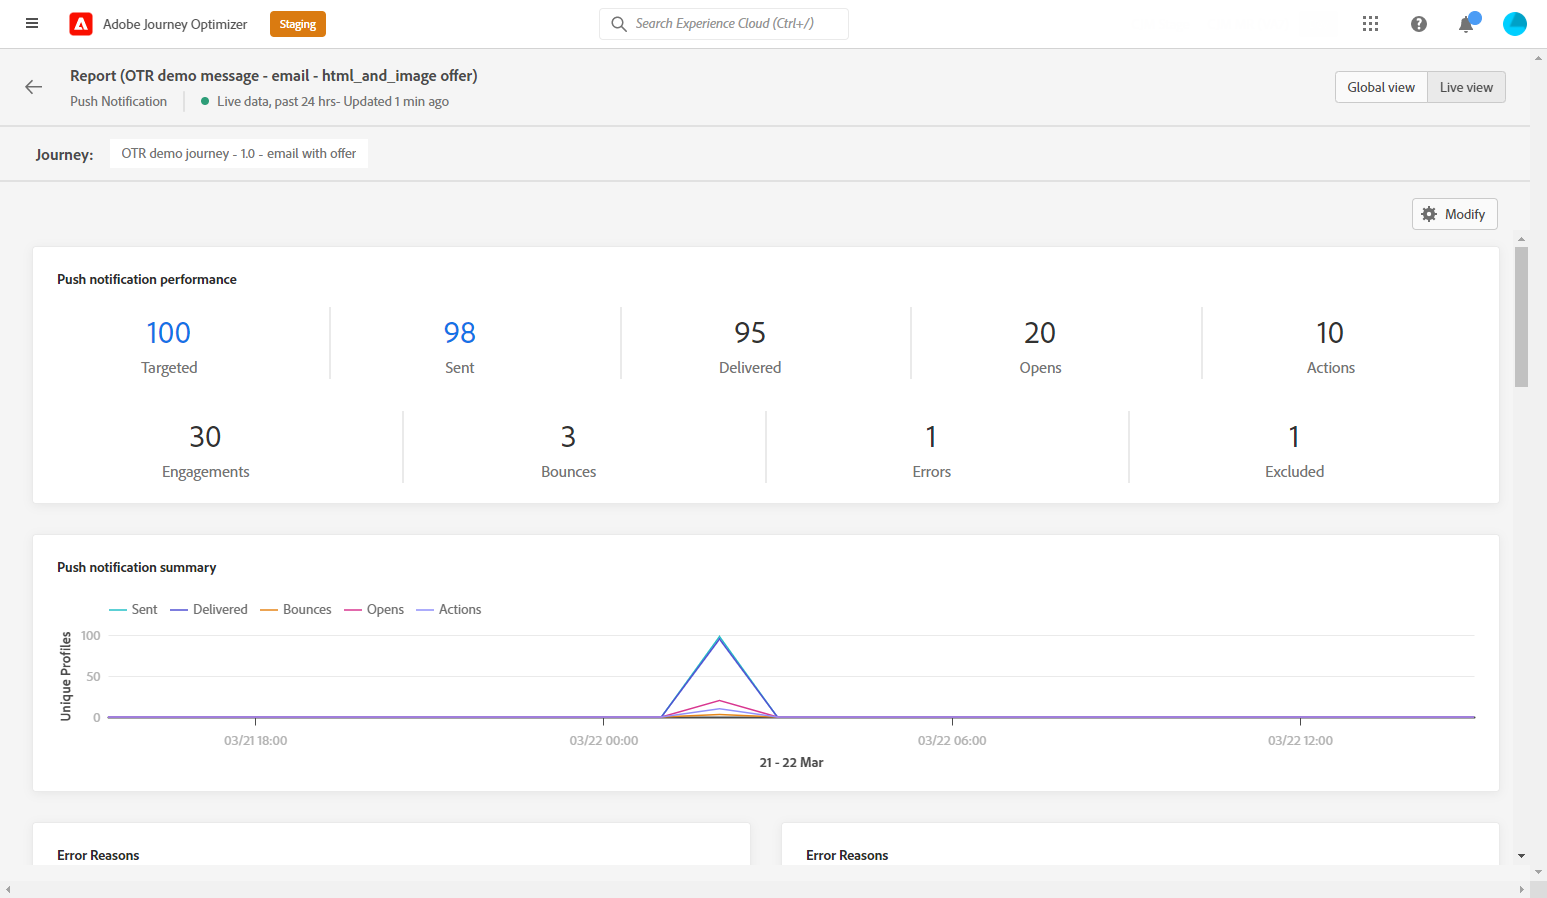 Adobe Journey Optimizer
Staging
Search Experience Cloud (Ctrl+/)
Report (OTR demo message - email - html_and_image offer)
Push Notification
Live data, past 24 hrs- Updated 1 min ago
Global view
Live view
Journey:
OTR demo journey - 1.0 - email with offer
Modify
Push notification performance
100
Targeted
98
Sent
95
Delivered
20
Opens
10
Actions
30
Engagements
3
Bounces
1
Errors
1
Excluded
Push notification summary
Sent
Delivered
Bounces
Opens
Actions
Unique Profiles
100
50
0
03/21 18:00
03/22 00:00
03/22 06:00
03/22 12:00
21 - 22 Mar
Error Reasons
Error Reasons